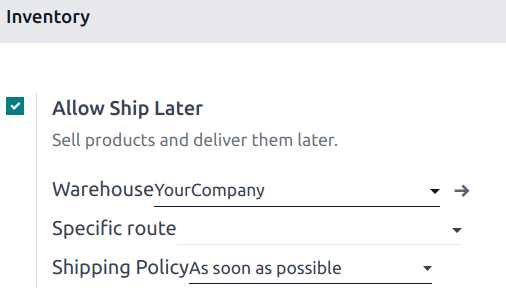 Inventory
Allow Ship Later
Sell products and deliver them later.
Warehouse YourCompany
Specific route
Shipping Policy As soon as possible